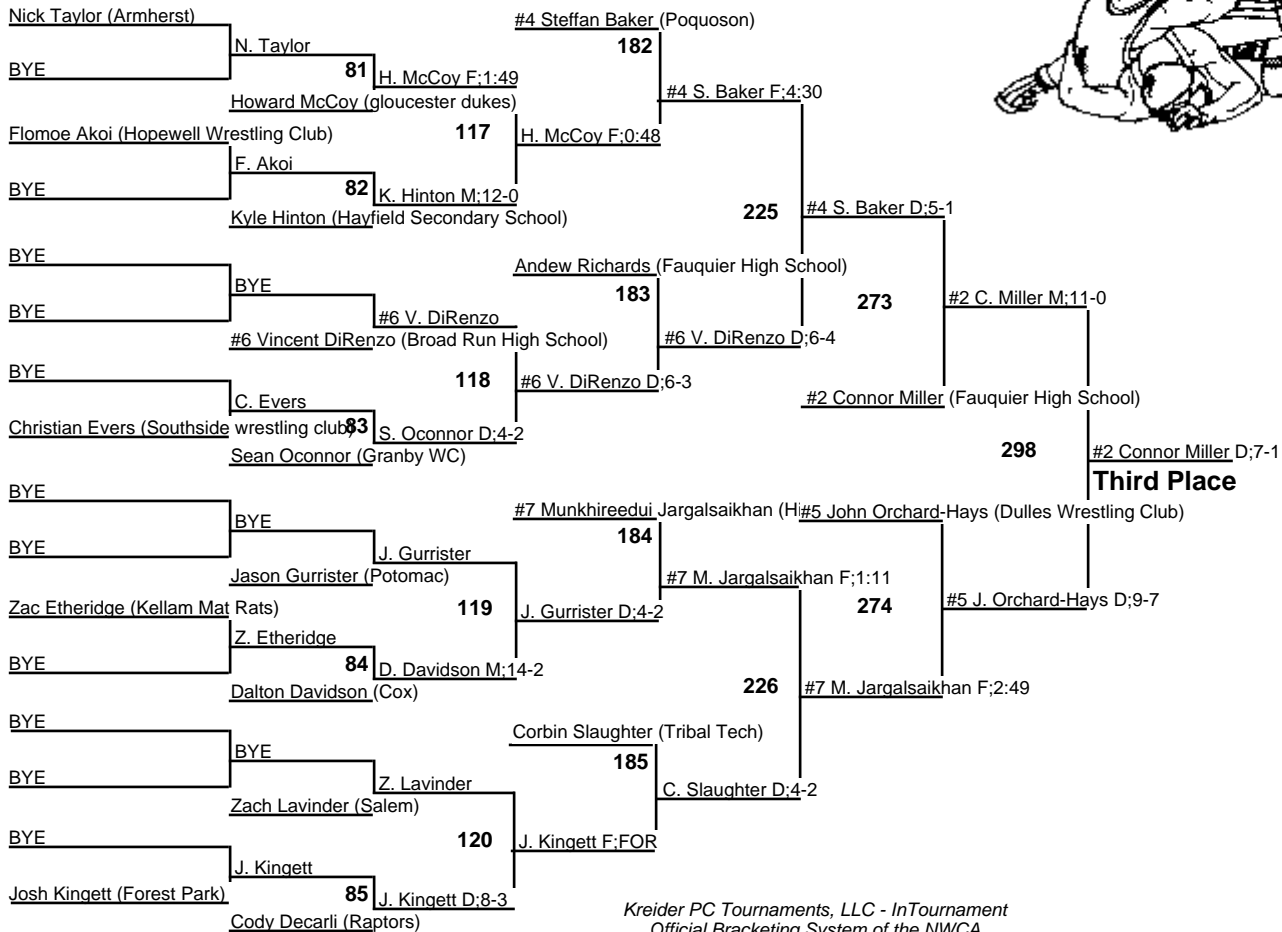 Nick Taylor (Armherst)
#4 Steffan Baker (Poquoson)
N. Taylor
182
BYE
81
H. McCoy F;1:49
#4 S. Baker F;4:30
Howard McCoy (gloucester dukes)
Flomoe Akoi (Hopewell Wrestling Club)
117
H. McCoy F;0:48
F. Akoi
BYE
82
K. Hinton M;12-0
Kyle Hinton (Hayfield Secondary School)
225
#4 S. Baker D;5-1
BYE
Andew Richards (Fauquier High School)
BYE
183
273
#2 C. Miller M;11-0
BYE
#6 V. DiRenzo
#6 Vincent DiRenzo (Broad Run High School)
#6 V. DiRenzo D;6-4
BYE
118
#6 V. DiRenzo D;6-3
C. Evers
#2 Connor Miller (Fauquier High School)
Christian Evers (Southside wrestling club)
83
S. Oconnor D;4-2
Sean Oconnor (Granby WC)
298
#2 Connor Miller D;7-1
Third Place
BYE
#7 Munkhireedui Jargalsaikhan (Hi
#5 John Orchard-Hays (Dulles Wrestling Club)
BYE
184
BYE
J. Gurrister
Jason Gurrister (Potomac)
#7 M. Jargalsaikhan F;1:11
Zac Etheridge (Kellam Mat Rats)
119
J. Gurrister D;4-2
274
#5 J. Orchard-Hays D;9-7
Z. Etheridge
BYE
84
D. Davidson M;14-2
Dalton Davidson (Cox)
226
#7 M. Jargalsaikhan F;2:49
BYE
Corbin Slaughter (Tribal Tech)
BYE
185
BYE
Z. Lavinder
C. Slaughter D;4-2
Zach Lavinder (Salem)
BYE
120
J. Kingett F;FOR
J. Kingett
Josh Kingett (Forest Park)
85
J. Kingett D;8-3
Cody Decarli (Raptors)
Kreider PC Tournaments, LLC - InTournament
Official Bracketing System of the NWCA